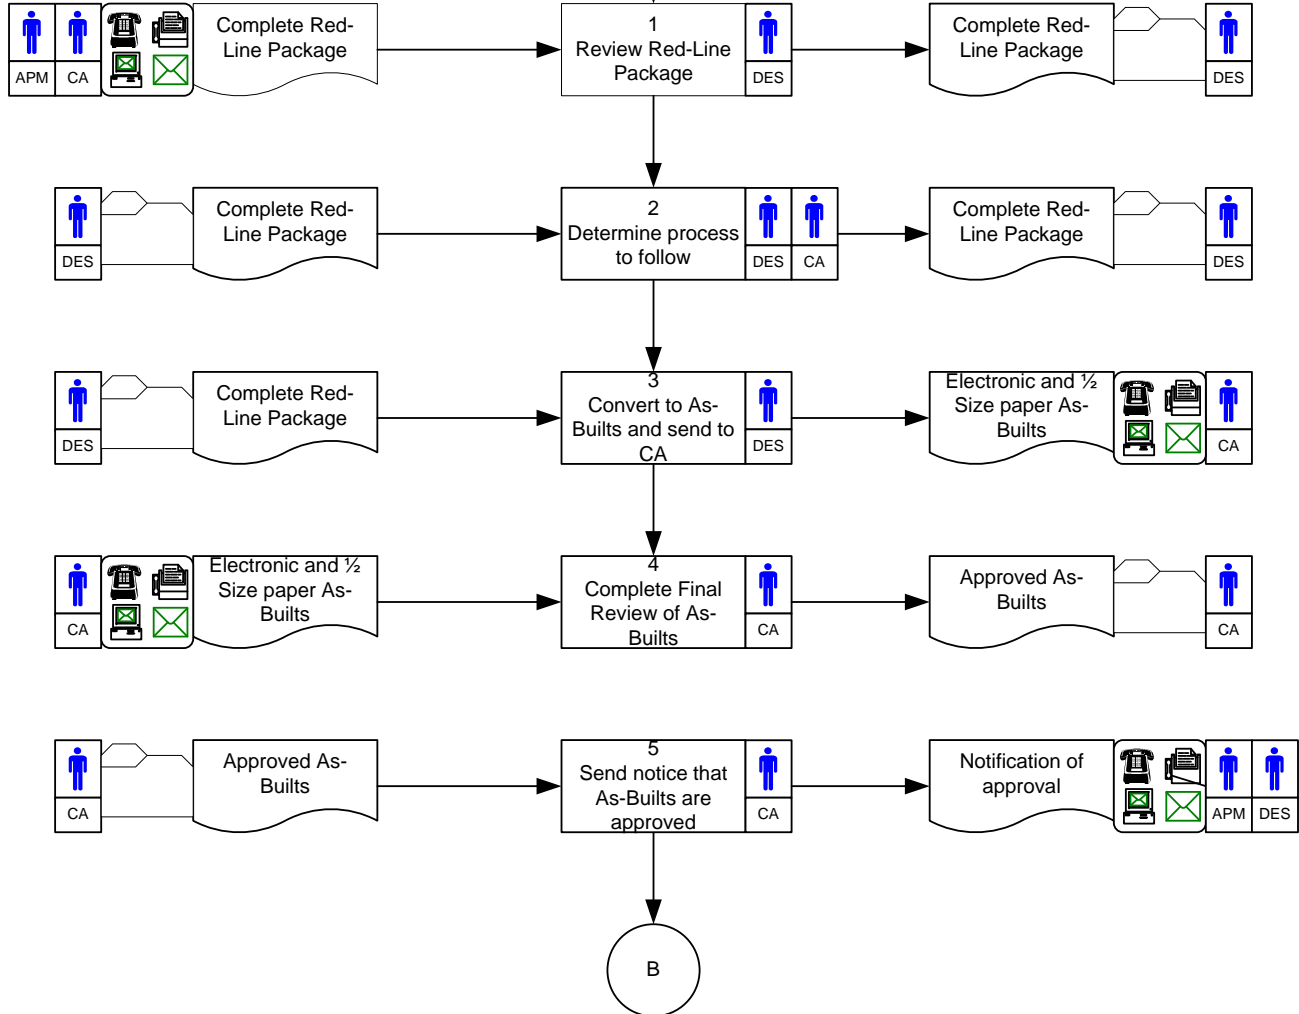 APM
CA
Complete Red-
Line Package
1
Review Red-Line
Package
DES
Complete Red-
Line Package
DES
DES
Complete Red-
Line Package
2
Determine process
to follow
DES
CA
Complete Red-
Line Package
DES
DES
Complete Red-
Line Package
3
Convert to As-
Builts and send to
CA
DES
Electronic and ½
Size paper As-
Builts
CA
CA
Electronic and ½
Size paper As-
Builts
4
Complete Final
Review of As-
Builts
CA
Approved As-
Builts
CA
CA
Approved As-
Builts
5
Send notice that
As-Builts are
approved
CA
Notification of
approval
APM
DES
B